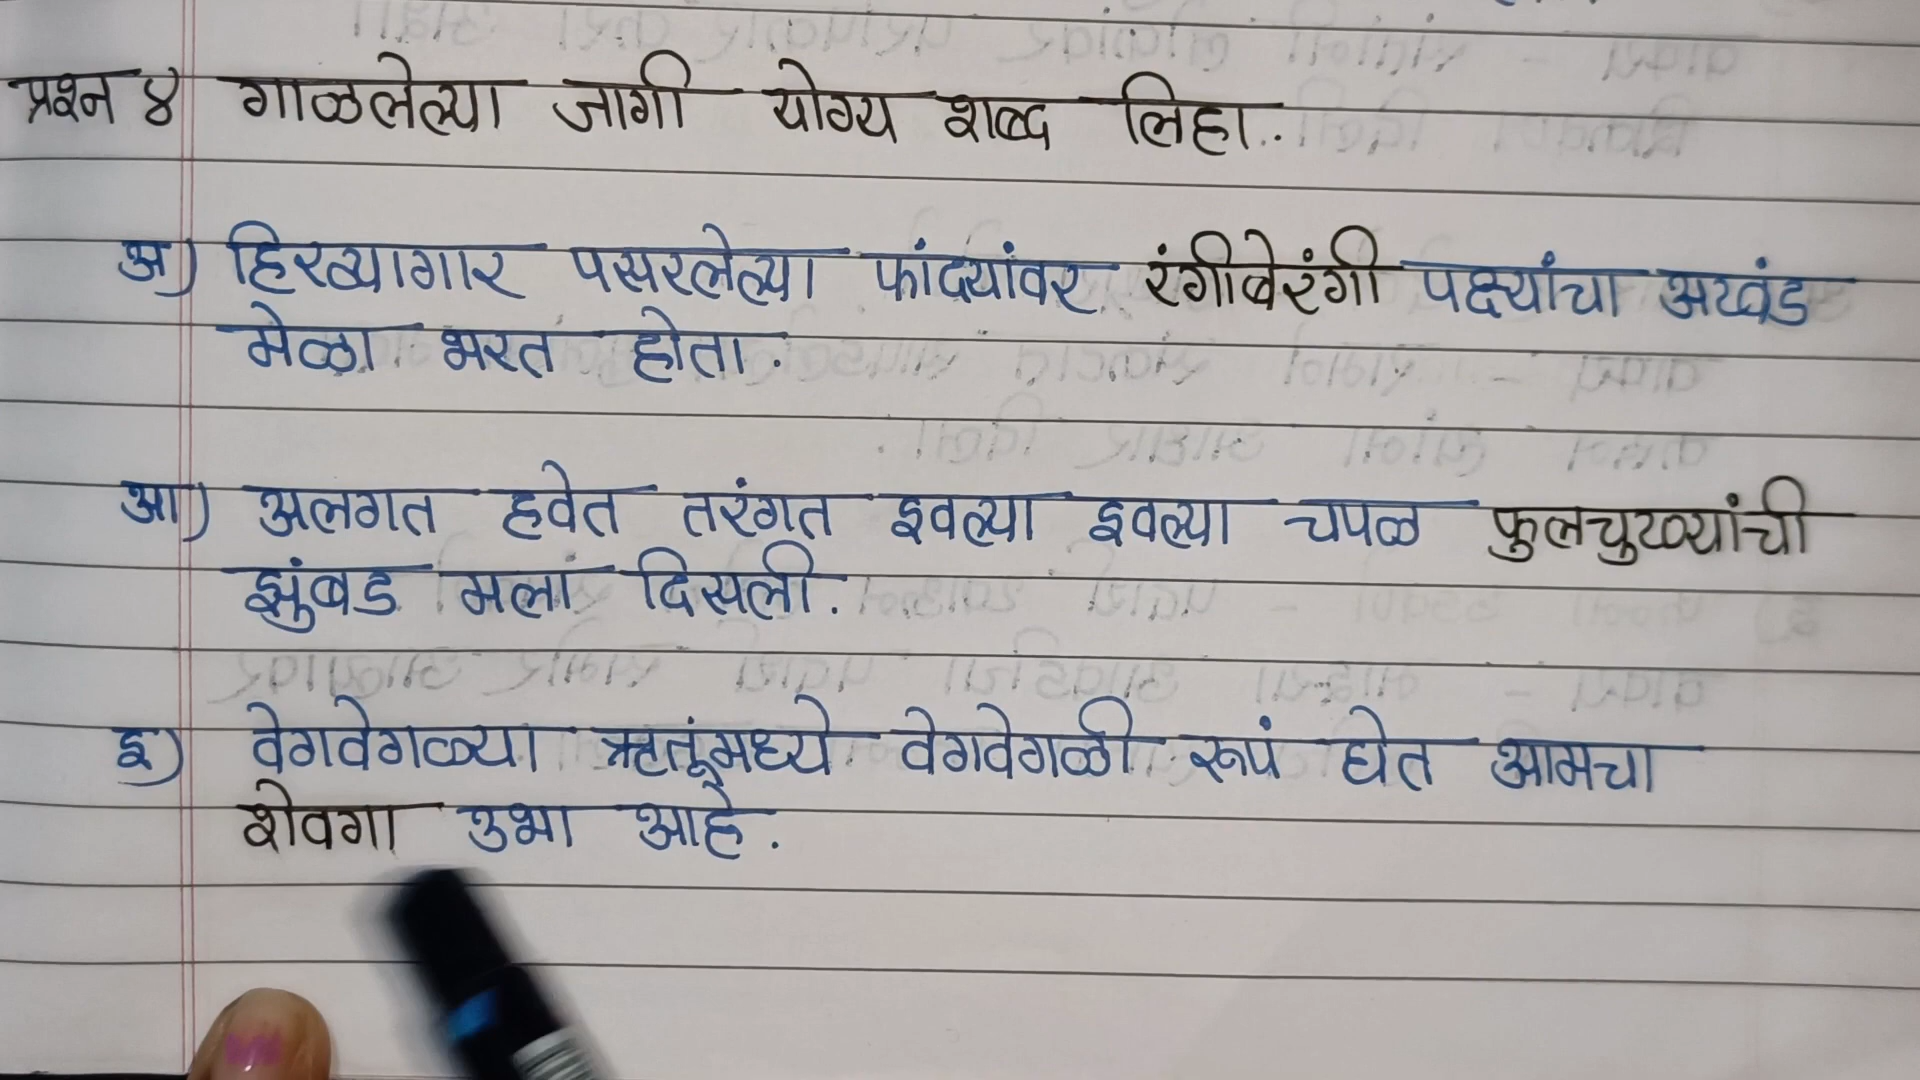 प्रश्न ४ गाळलेल्या जागी योग्य शब्द लिहा..
अ) हिरव्यागार पसरलेल्या फांद्यांवर रंगीबेरंगी पक्ष्यांचा अखंड
मेळा भरत होता.
आ) अलगत हवेत तरंगत इवल्या इवल्या चपळ फुलचुख्यांची
झुंबड मला दिसली.
इ) वेगवेगळ्या ऋतूंमध्ये वेगवेगळी रूपं घेत आमचा
शेवगा उभा आहे.